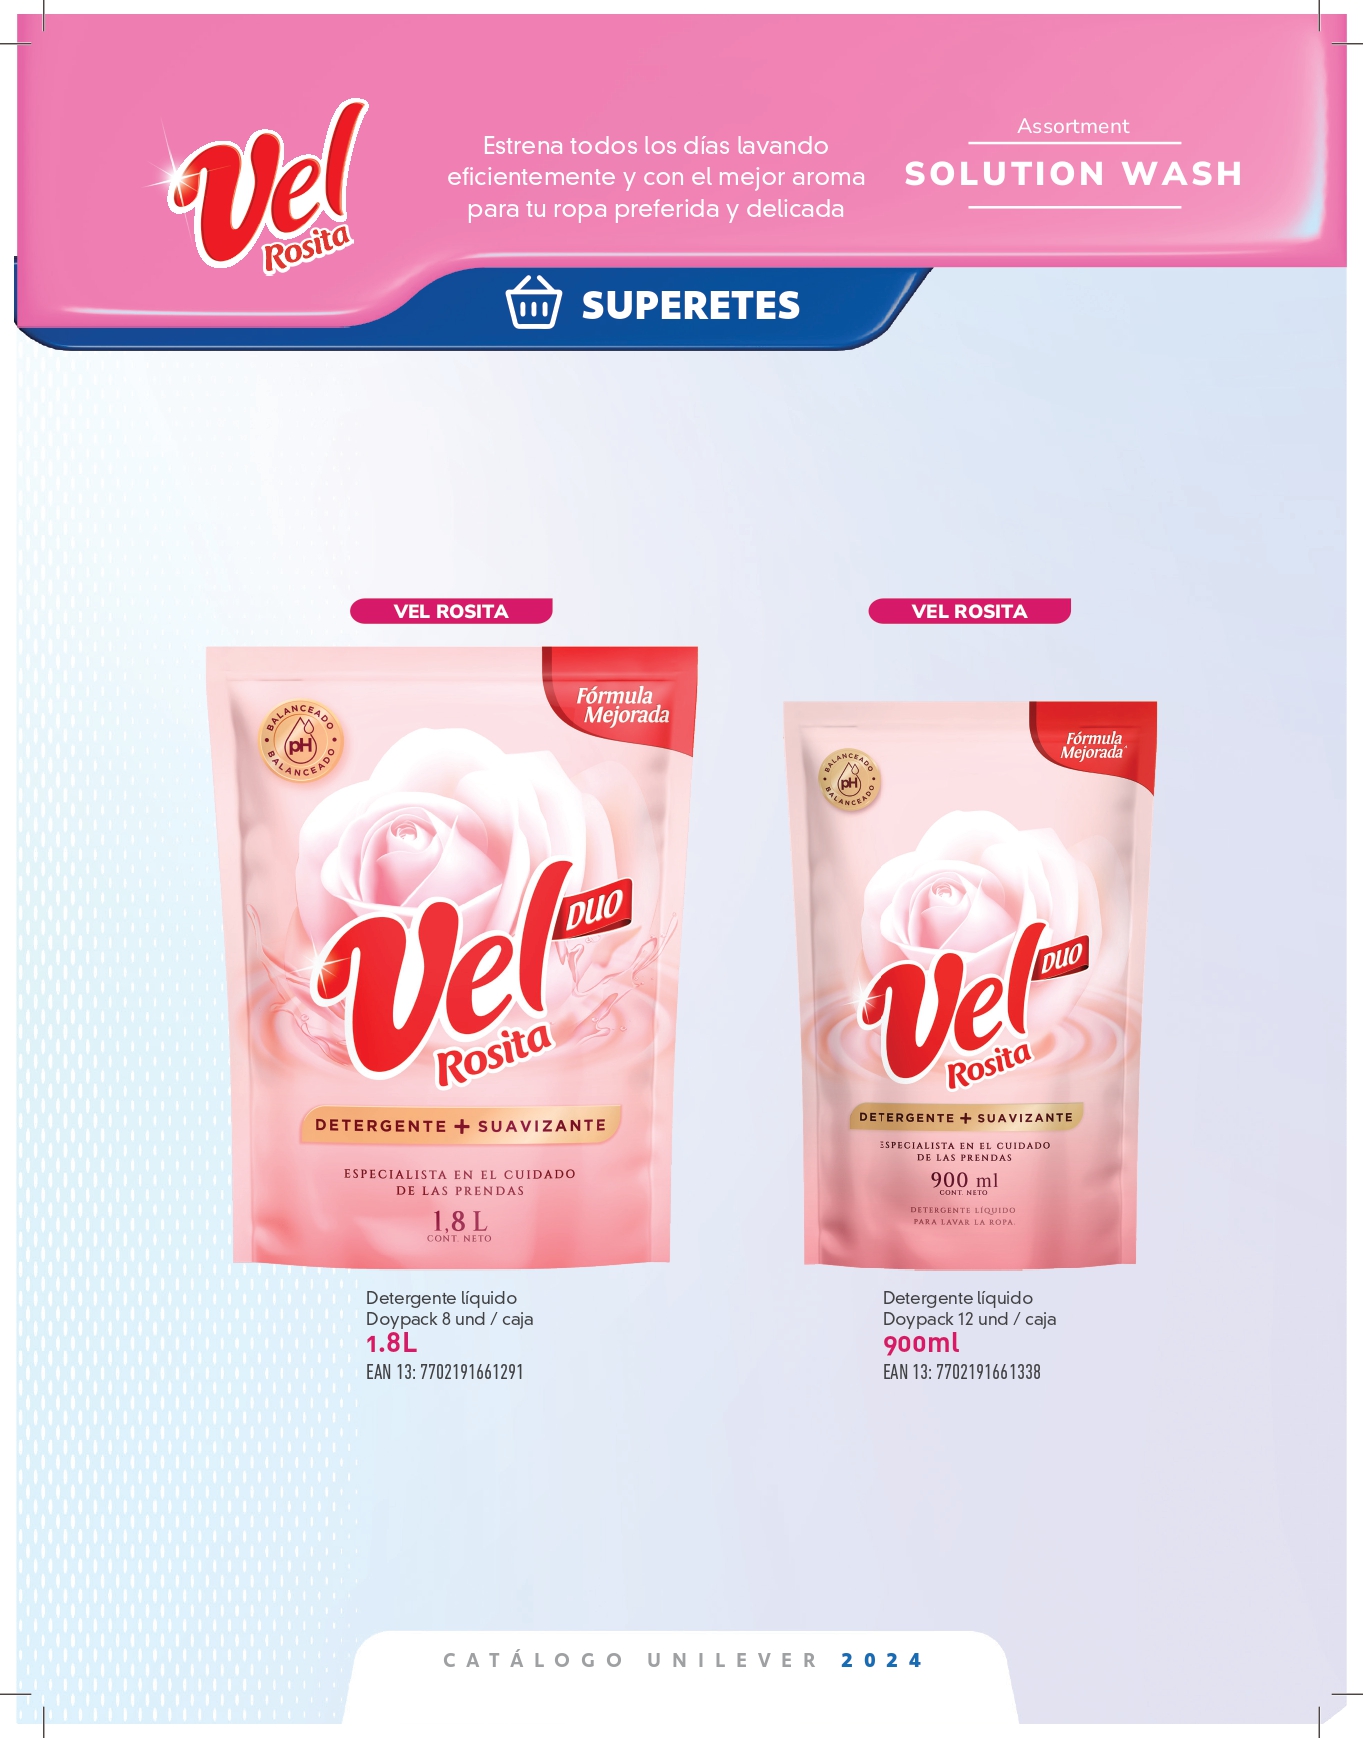 Vel
Rosita
Estrena todos los días lavando
eficientemente y con el mejor aroma
para tu ropa preferida y delicada
Assortment
SOLUTION WASH
SUPERETES
VEL ROSITA
Fórmula
Mejorada
BALANCEADO
pH
BALANCEADO
Vel
DUO
Rosita
DETERGENTE + SUAVIZANTE
ESPECIALISTA EN EL CUIDADO
DE LAS PRENDAS
1,8 L
CONT. NETO
Detergente líquido
Doypack 8 und / caja
1.8L
EAN 13: 7702191661291
VEL ROSITA
Fórmula
Mejorada
BALANCEADO
pH
BALANCEADO
Vel
DUO
Rosita
DETERGENTE + SUAVIZANTE
ESPECIALISTA EN EL CUIDADO
DE LAS PRENDAS
900 ml
CONT. NETO
DETERGENTE LÍQUIDO
PARA LAVAR LA ROPA.
Detergente líquido
Doypack 12 und / caja
900ml
EAN 13: 7702191661338
CATÁLOGO UNILEVER 2024